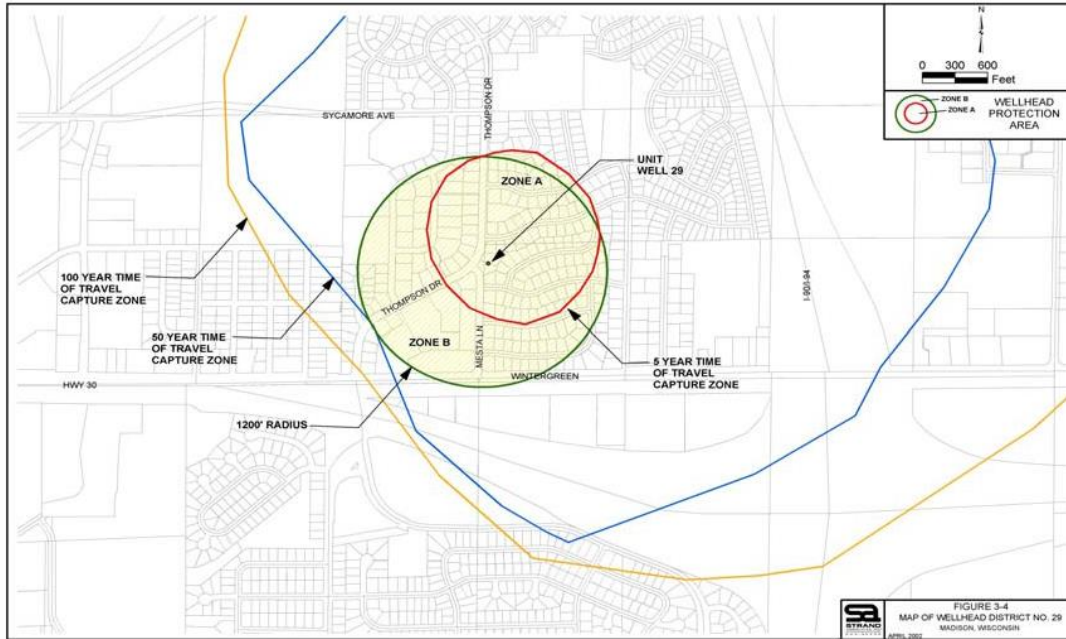 N
0 300 600
Feet
ZONE B
ZONE A
WELLHEAD
PROTECTION
AREA
SYCAMORE AVE
THOMPSON DR
UNIT
WELL 29
ZONE A
100 YEAR TIME
OF TRAVEL
CAPTURE ZONE
THOMPSON DR
I-90/I-94
50 YEAR TIME
OF TRAVEL
CAPTURE ZONE
ZONE B
MESTA LN
5 YEAR TIME
OF TRAVEL
CAPTURE ZONE
WINTERGREEN
HWY 30
1200' RADIUS
sa
STRAND
FIGURE 3-4
MAP OF WELLHEAD DISTRICT NO. 29
MADISON, WISCONSIN
APRIL 2002